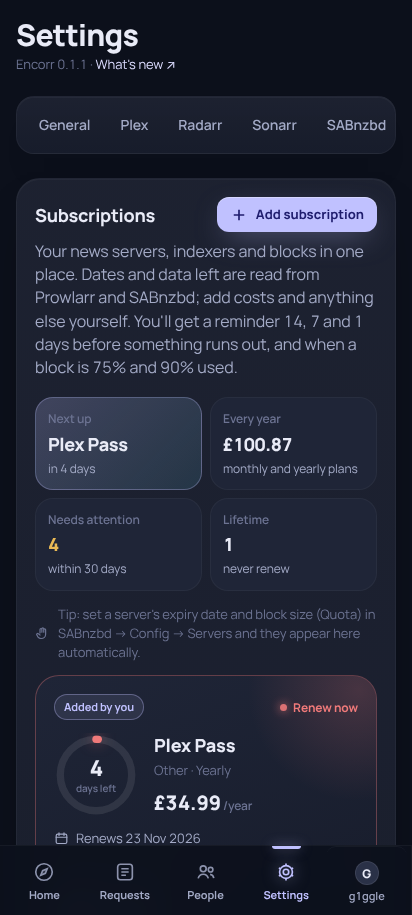 Settings
Encorr 0.1.1 · What's new ↗
General Plex Radarr Sonarr SABnzbd
Subscriptions
+ Add subscription
Your news servers, indexers and blocks in one
place. Dates and data left are read from
Prowlarr and SABnzbd; add costs and anything
else yourself. You'll get a reminder 14, 7 and 1
days before something runs out, and when a
block is 75% and 90% used.
Next up
Plex Pass
in 4 days
Every year
£100.87
monthly and yearly plans
Needs attention
4
within 30 days
Lifetime
1
never renew
Tip: set a server's expiry date and block size (Quota) in
SABnzbd → Config → Servers and they appear here
automatically.
Added by you
Renew now
4
days left
Plex Pass
Other · Yearly
£34.99 /year
Renews 23 Nov 2026
Home
Requests
People
Settings
G
g1ggle